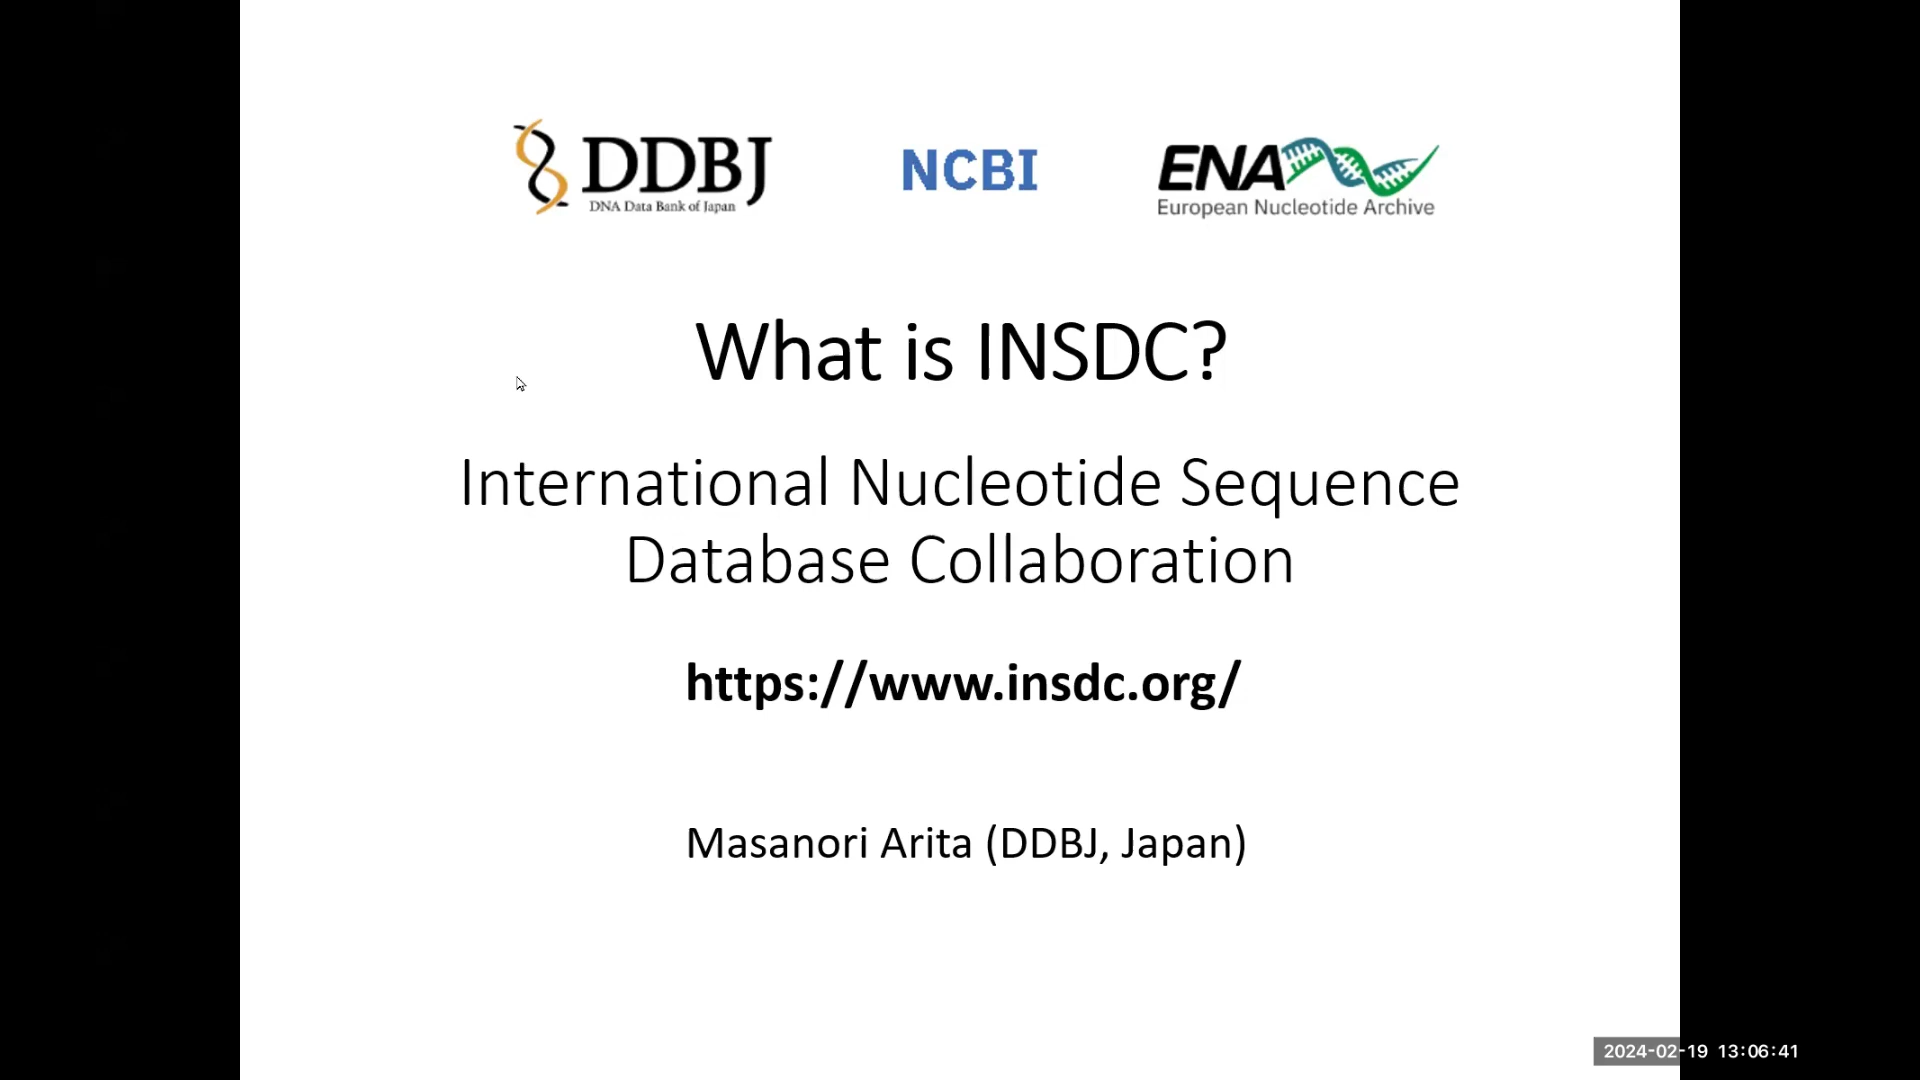 DDBJ
DNA Data Bank of Japan
NCBI
ENA
European Nucleotide Archive
What is INSDC?
International Nucleotide Sequence
Database Collaboration
https://www.insdc.org/
Masanori Arita (DDBJ, Japan)
2024-02-19 13:06:41